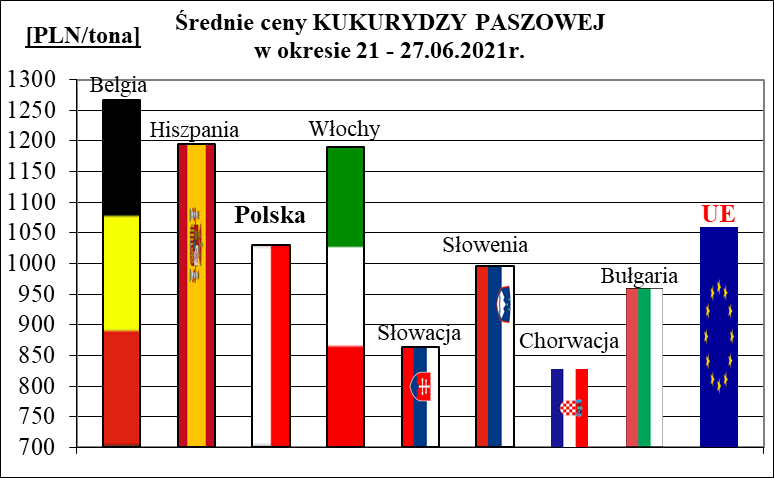 Średnie ceny KUKURYDZY PASZOWEJ
[PLN/tona]
w okresie 21 - 27.06.2021r.
1300
1250
1200
1150
1100
1050
1000
950
900
850
800
750
700
Belgia
Hiszpania
Polska
Włochy
Słowacja
Słowenia
Chorwacja
Bułgaria
UE